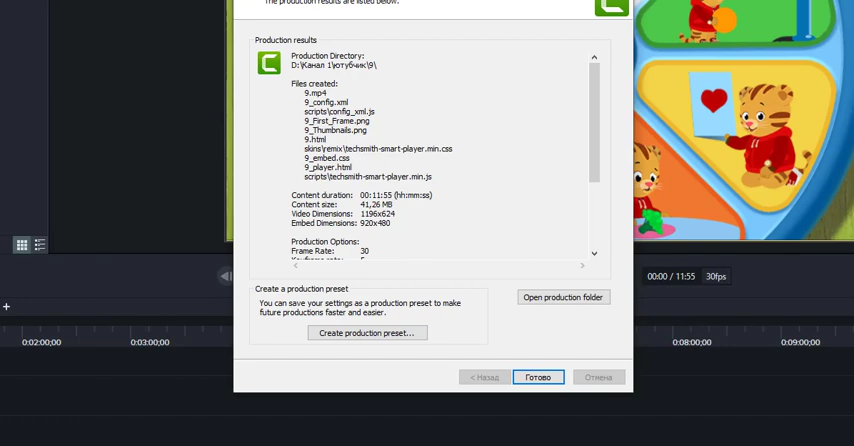 The production results are listed below.
Production results
Production Directory:
D:\Канал 1\ютубчик\9\
Files created:
9.mp4
9_config.xml
scripts\config_xml.js
9_First_Frame.png
9_Thumbnails.png
9.html
skins\remix\techsmith-smart-player.min.css
9_embed.css
9_player.html
scripts\techsmith-smart-player.min.js
Content duration: 00:11:55 (hh:mm:ss)
Content size: 41,26 MB
Video Dimensions: 1196x624
Embed Dimensions: 920x480
Production Options:
Frame Rate: 30
Keyframe rate: 5
00:00 / 11:55 30fps
Create a production preset
You can save your settings as a production preset to make
future productions faster and easier.
Create production preset...
Open production folder
0:02:00;00 0:03:00;00 0:08:00;00 0:09:00;00
< Назад Готово Отмена